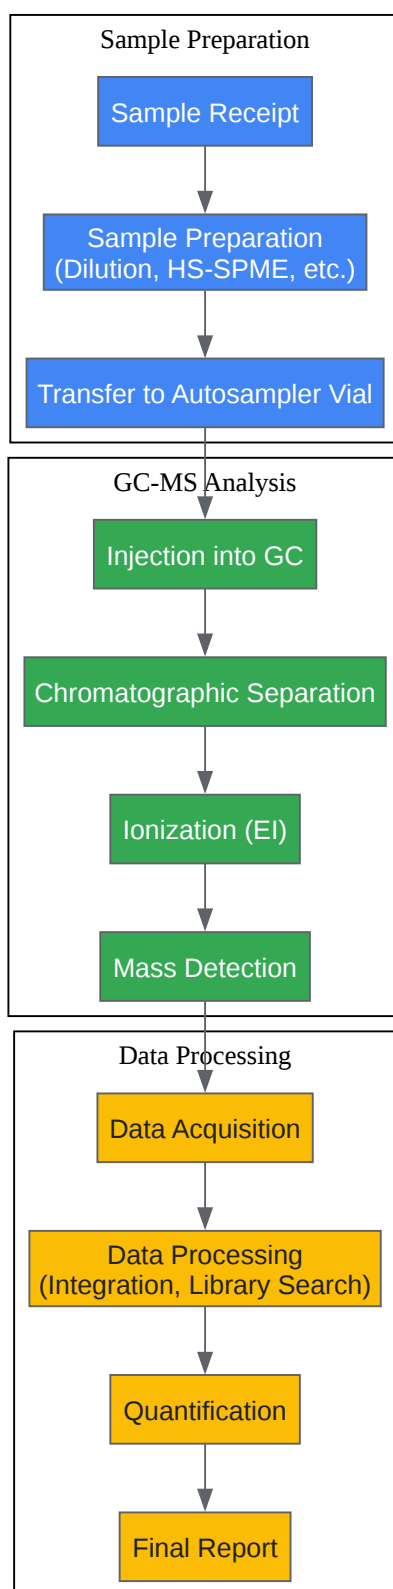 Sample Preparation
Sample Receipt
Sample Preparation
(Dilution, HS-SPME, etc.)
Transfer to Autosampler Vial
GC-MS Analysis
Injection into GC
Chromatographic Separation
Ionization (EI)
Mass Detection
Data Processing
Data Acquisition
Data Processing
(Integration, Library Search)
Quantification
Final Report